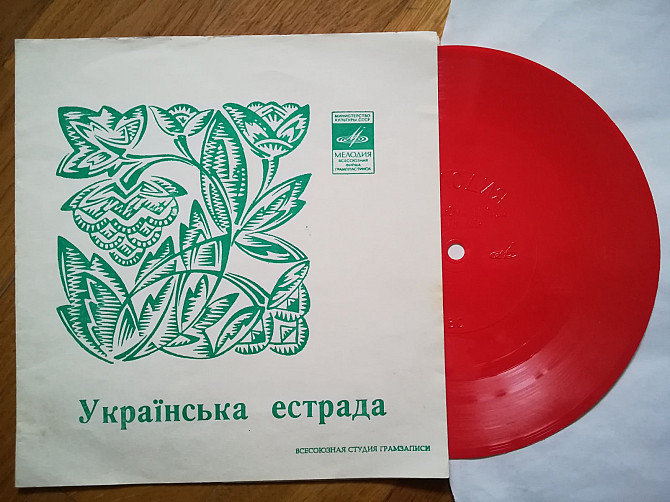 МИНИСТЕРСТВО
КУЛЬТУРЫ СССР
МЕЛОДИЯ
ВСЕСОЮЗНАЯ
ФИРМА
ГРАМПЛАСТИНОК
Українська естрада
ВСЕСОЮЗНАЯ СТУДИЯ ГРАМЗАПИСИ